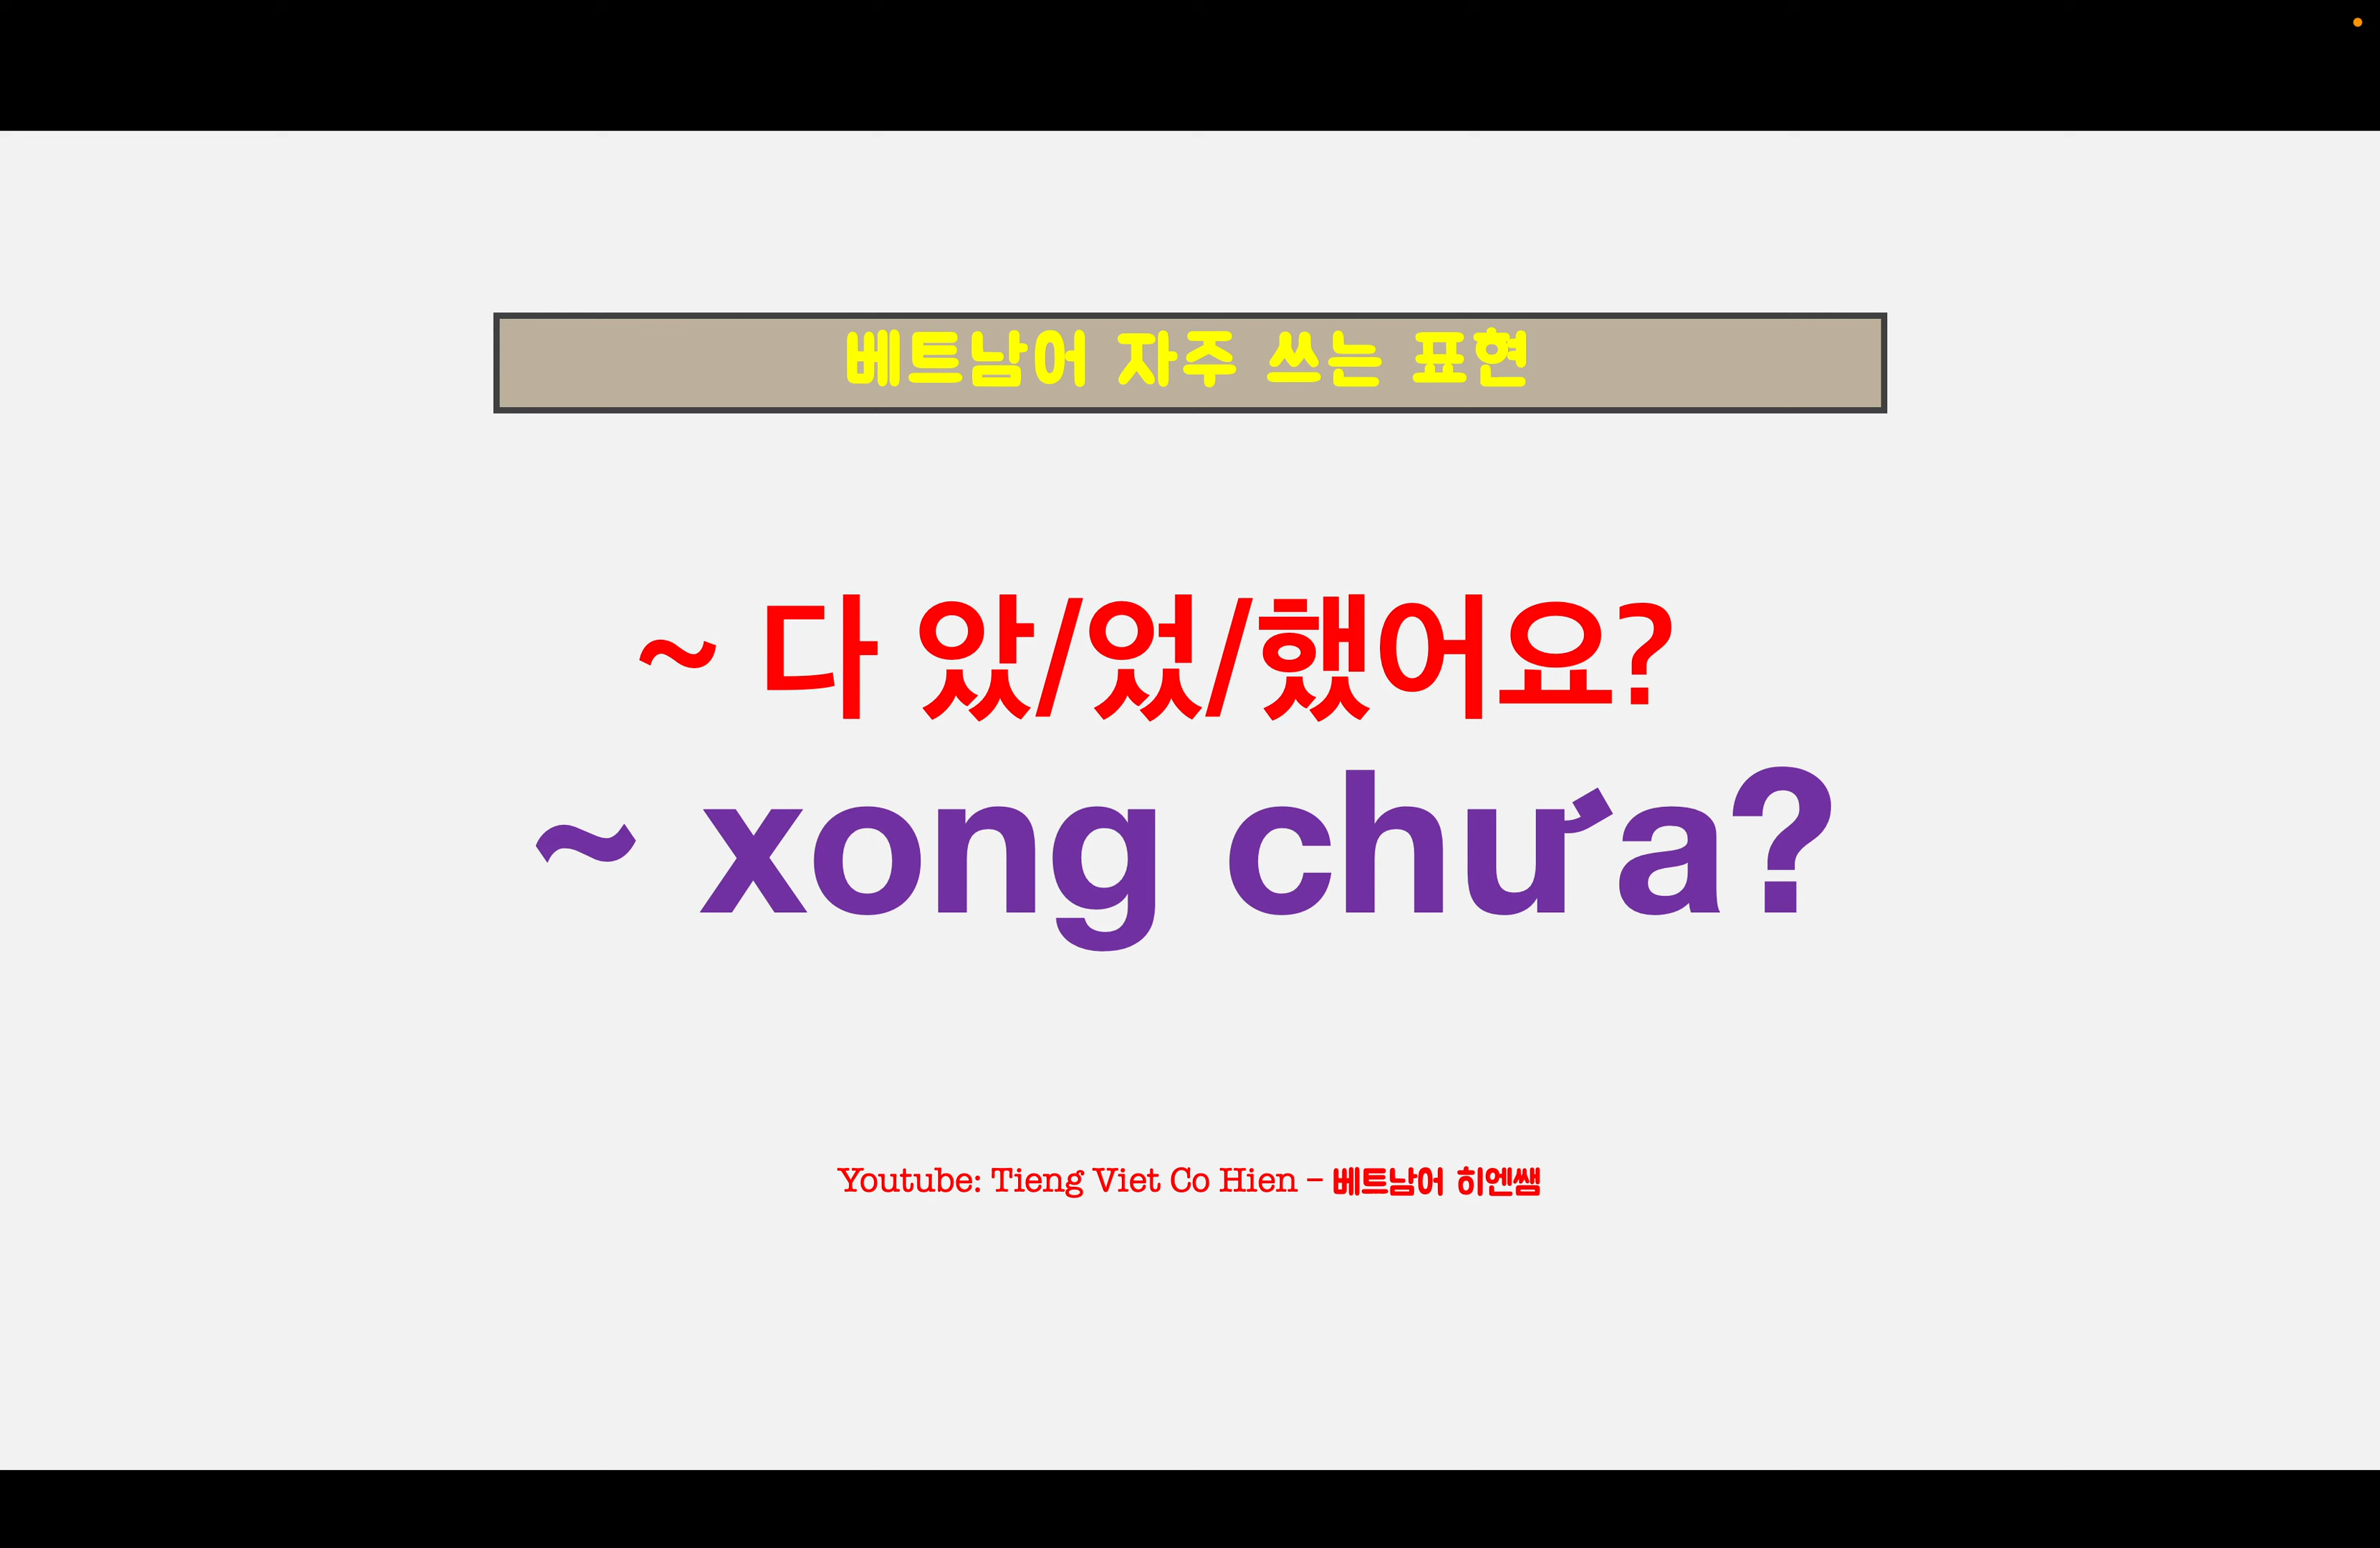 베트남어 자주 쓰는 표현
~ 다 았/었/했어요?
~ xong chưa?
Youtube: Tieng Viet Co Hien - 베트남어 히엔쌤